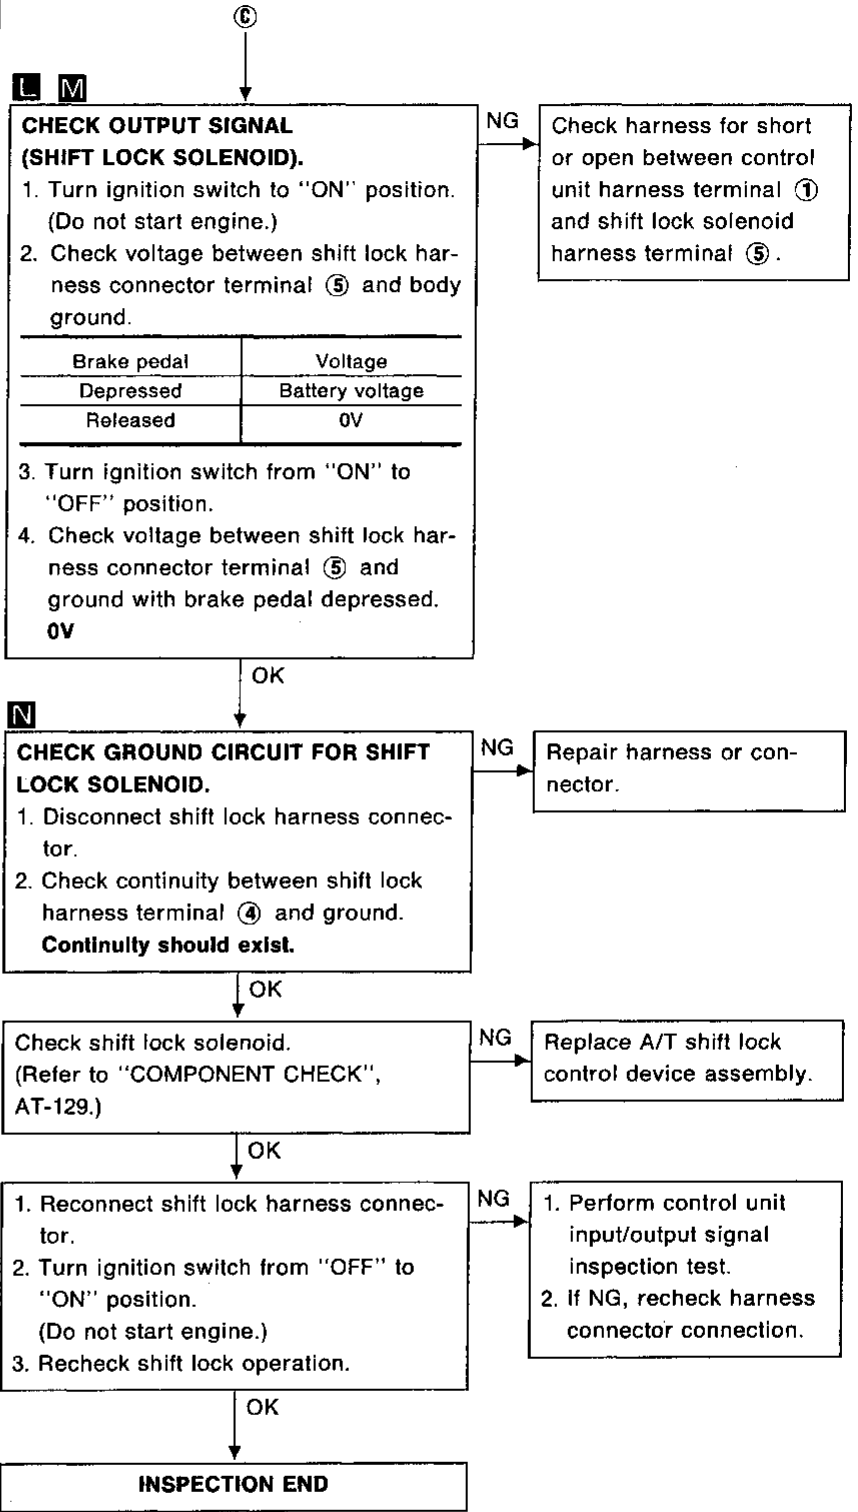 Ⓒ
L M
CHECK OUTPUT SIGNAL
(SHIFT LOCK SOLENOID).
1. Turn ignition switch to "ON" position.
(Do not start engine.)
2. Check voltage between shift lock har-
ness connector terminal ⑤ and body
ground.
Brake pedal Voltage
Depressed Battery voltage
Released 0V
3. Turn ignition switch from "ON" to
"OFF" position.
4. Check voltage between shift lock har-
ness connector terminal ⑤ and
ground with brake pedal depressed.
0V
NG
Check harness for short
or open between control
unit harness terminal ①
and shift lock solenoid
harness terminal ⑤.
OK
N
CHECK GROUND CIRCUIT FOR SHIFT
LOCK SOLENOID.
1. Disconnect shift lock harness connec-
tor.
2. Check continuity between shift lock
harness terminal ④ and ground.
Continuity should exist.
NG
Repair harness or con-
nector.
OK
Check shift lock solenoid.
(Refer to "COMPONENT CHECK",
AT-129.)
NG
Replace A/T shift lock
control device assembly.
OK
1. Reconnect shift lock harness connec-
tor.
2. Turn ignition switch from "OFF" to
"ON" position.
(Do not start engine.)
3. Recheck shift lock operation.
NG
1. Perform control unit
input/output signal
inspection test.
2. If NG, recheck harness
connector connection.
OK
INSPECTION END